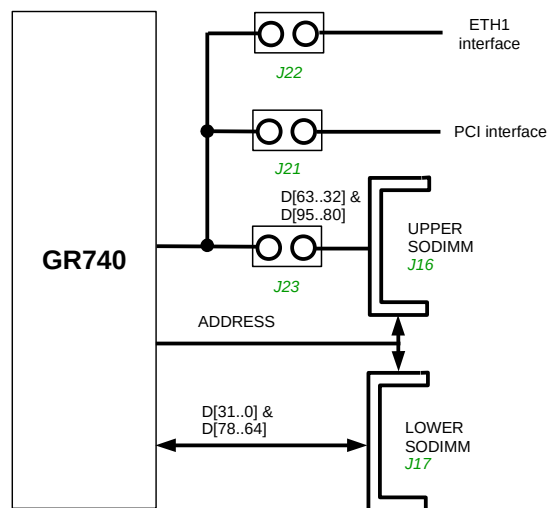 ETH1
interface
J22
PCI interface
J21
D[63..32] &
D[95..80]
UPPER
SODIMM
J16
GR740
J23
ADDRESS
D[31..0] &
D[78..64]
LOWER
SODIMM
J17